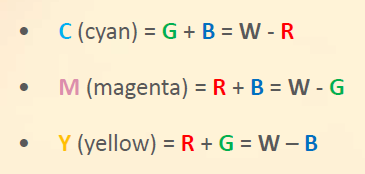 • C (cyan) = G + B = W - R
• M (magenta) = R + B = W - G
• Y (yellow) = R + G = W – B